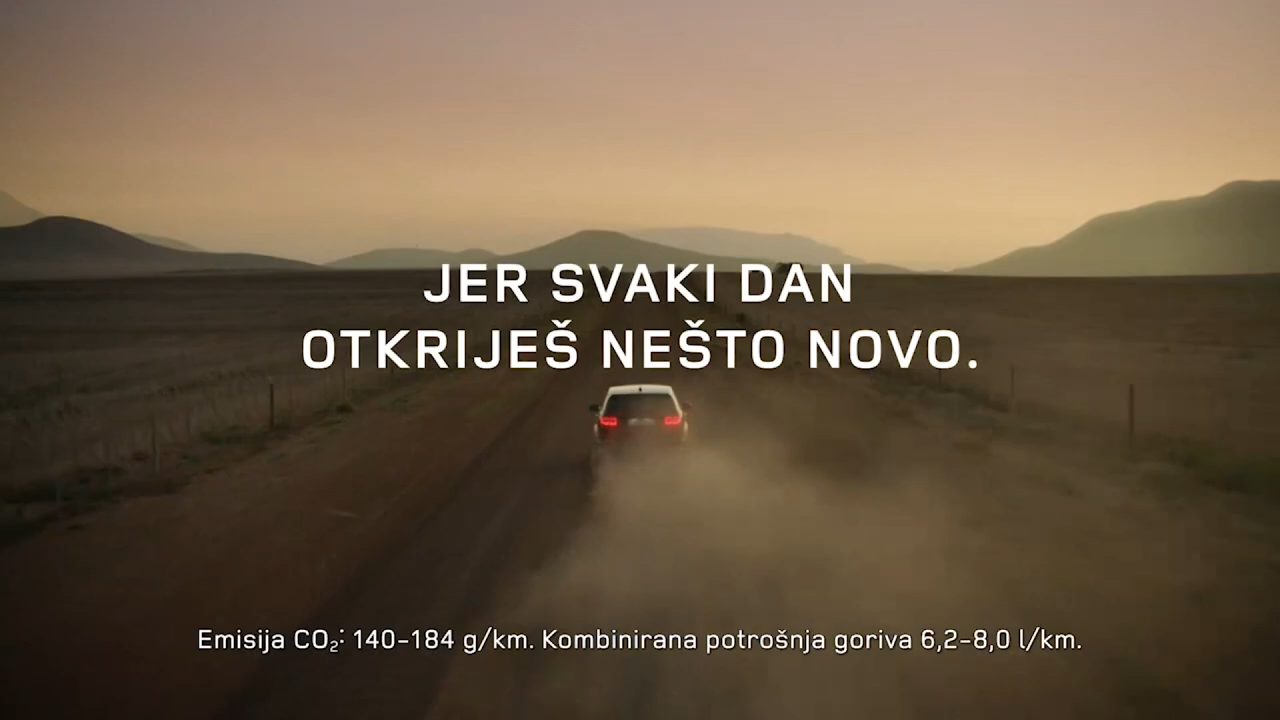 JER SVAKI DAN
OTKRIJEŠ NEŠTO NOVO.
Emisija CO₂: 140-184 g/km. Kombinirana potrošnja goriva 6,2-8,0 l/km.